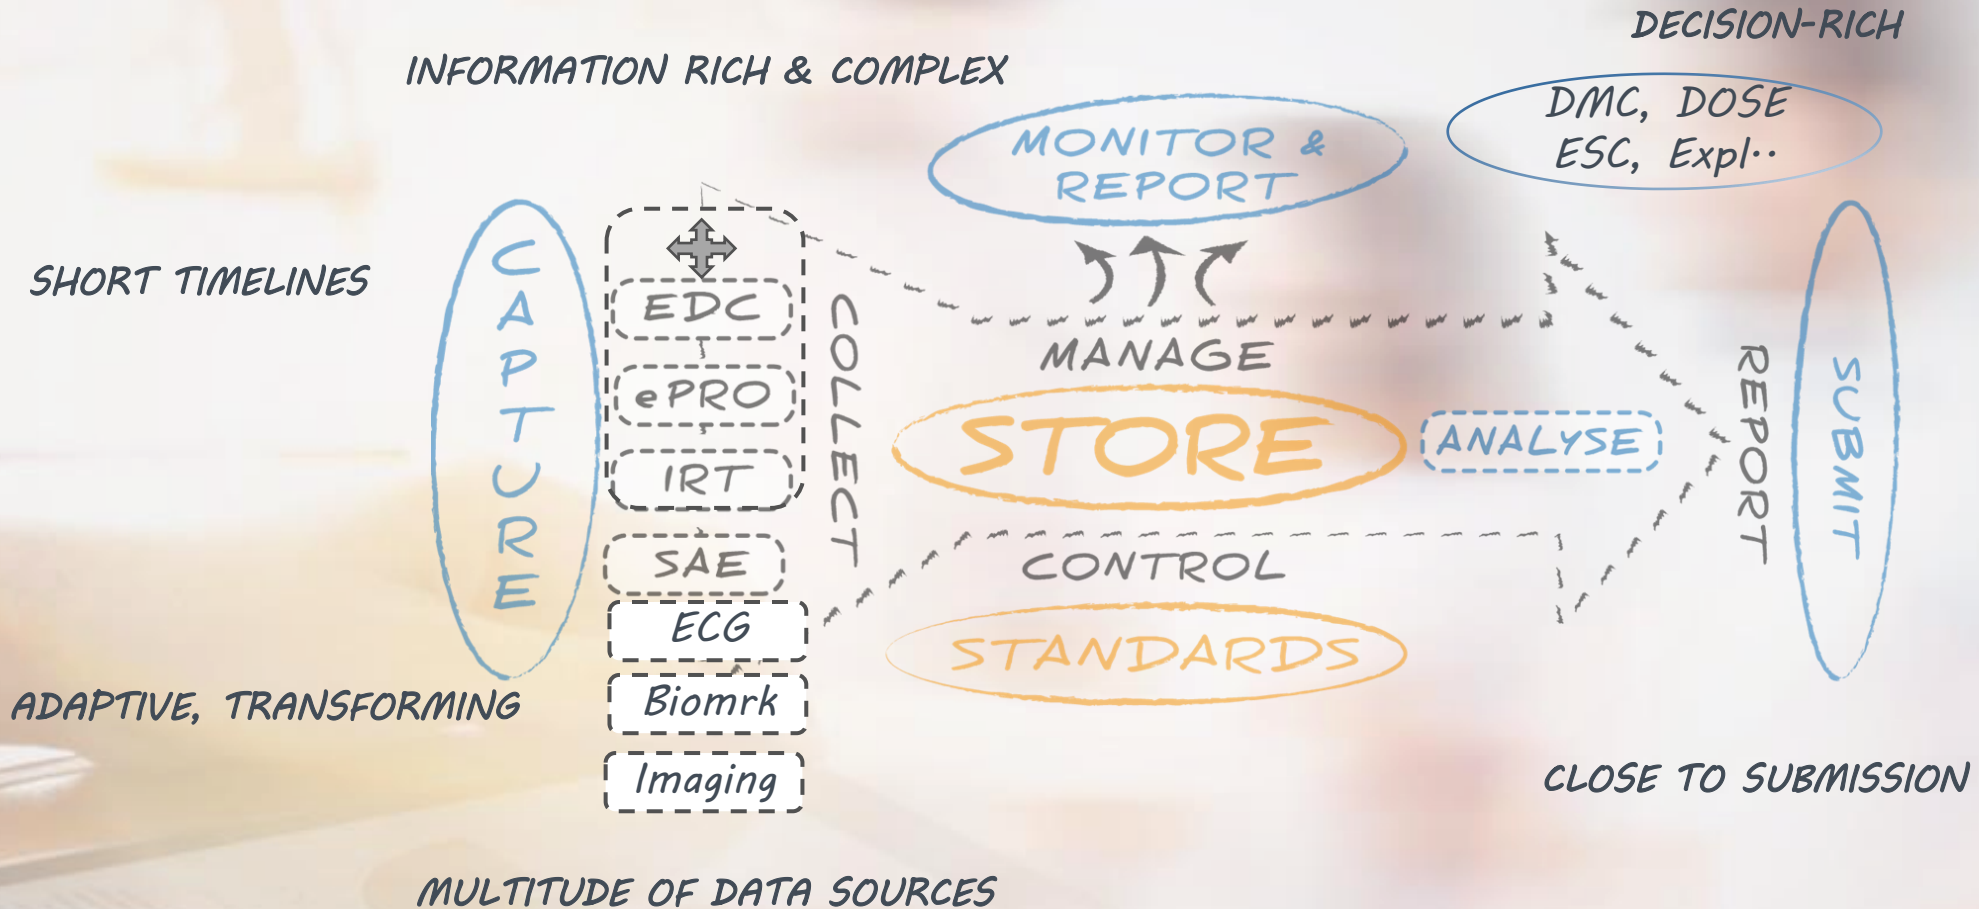 DECISION-RICH
INFORMATION RICH & COMPLEX
DMC, DOSE
ESC, Expl..
MONITOR &
REPORT
SHORT TIMELINES
CAPTURE
EDC
ePRO
IRT
SAE
ECG
Biomrk
Imaging
COLLECT
MANAGE
STORE
ANALYSE
CONTROL
STANDARDS
REPORT
SUBMIT
ADAPTIVE, TRANSFORMING
CLOSE TO SUBMISSION
MULTITUDE OF DATA SOURCES